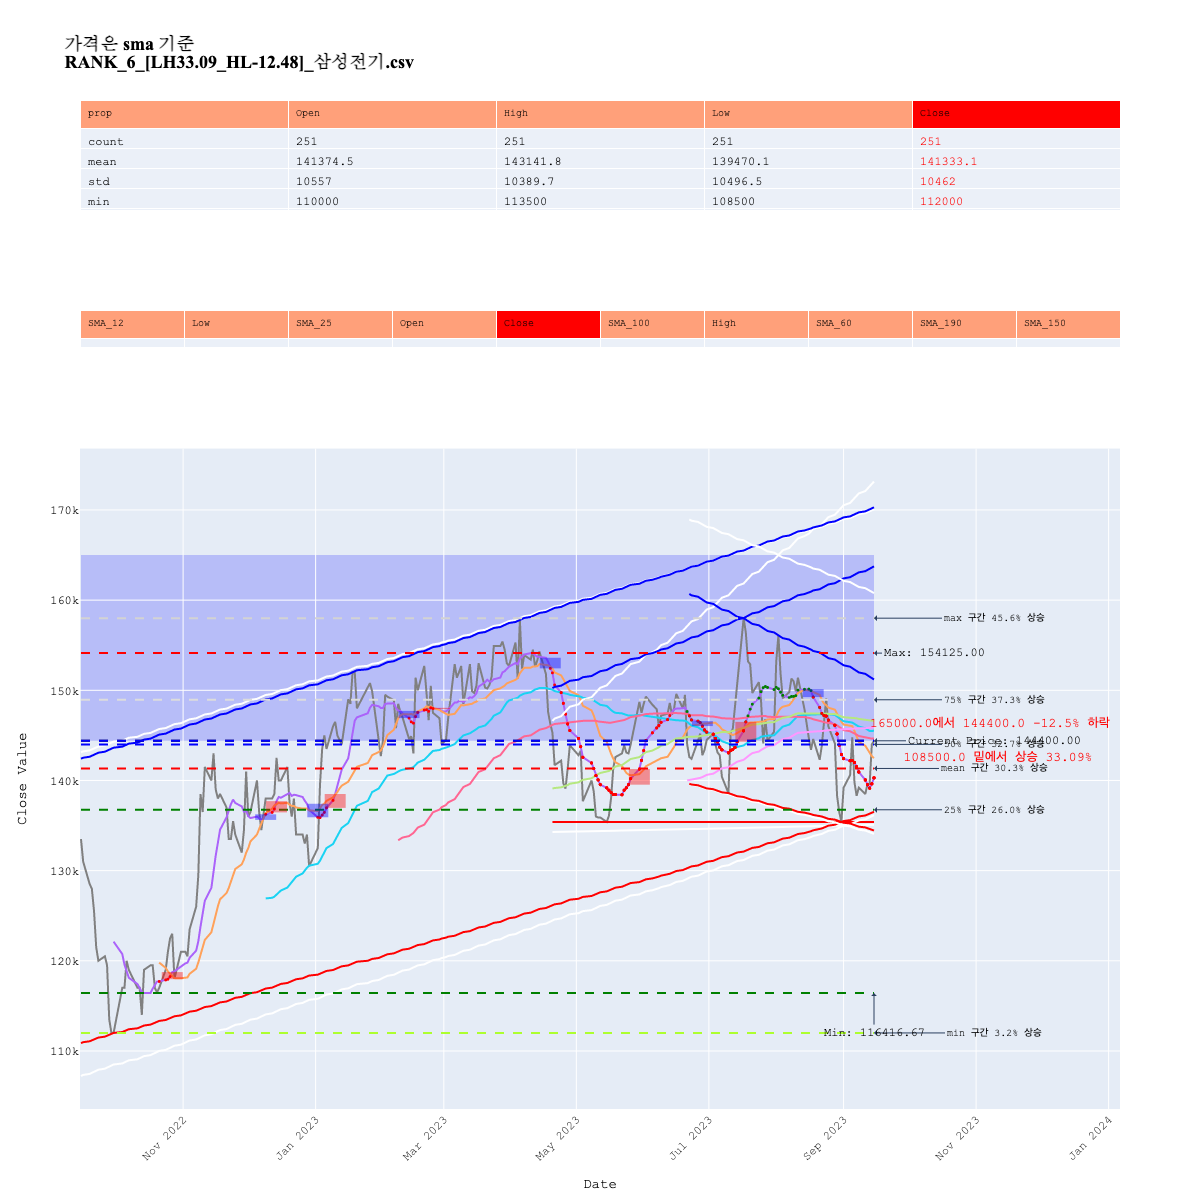 가격은 sma 기준
RANK_6_[LH33.09_HL-12.48]_삼성전기.csv
prop Open High Low Close
count 251 251 251 251
mean 141374.5 143141.8 139470.1 141333.1
std 10557 10389.7 10496.5 10462
min 110000 113500 108500 112000
SMA_12 Low SMA_25 Open Close SMA_100 High SMA_60 SMA_190 SMA_150
170k
160k
max 구간 45.6% 상승
Max: 154125.00
150k
75% 구간 37.3% 상승
165000.0에서 144400.0 -12.5% 하락
Current Price: 144400.00
50% 구간 32.7% 상승
108500.0 밑에서 상승 33.09%
mean 구간 30.3% 상승
140k
25% 구간 26.0% 상승
130k
120k
Min: 116416.67
min 구간 3.2% 상승
110k
Close Value
Nov 2022
Jan 2023
Mar 2023
May 2023
Jul 2023
Sep 2023
Nov 2023
Jan 2024
Date